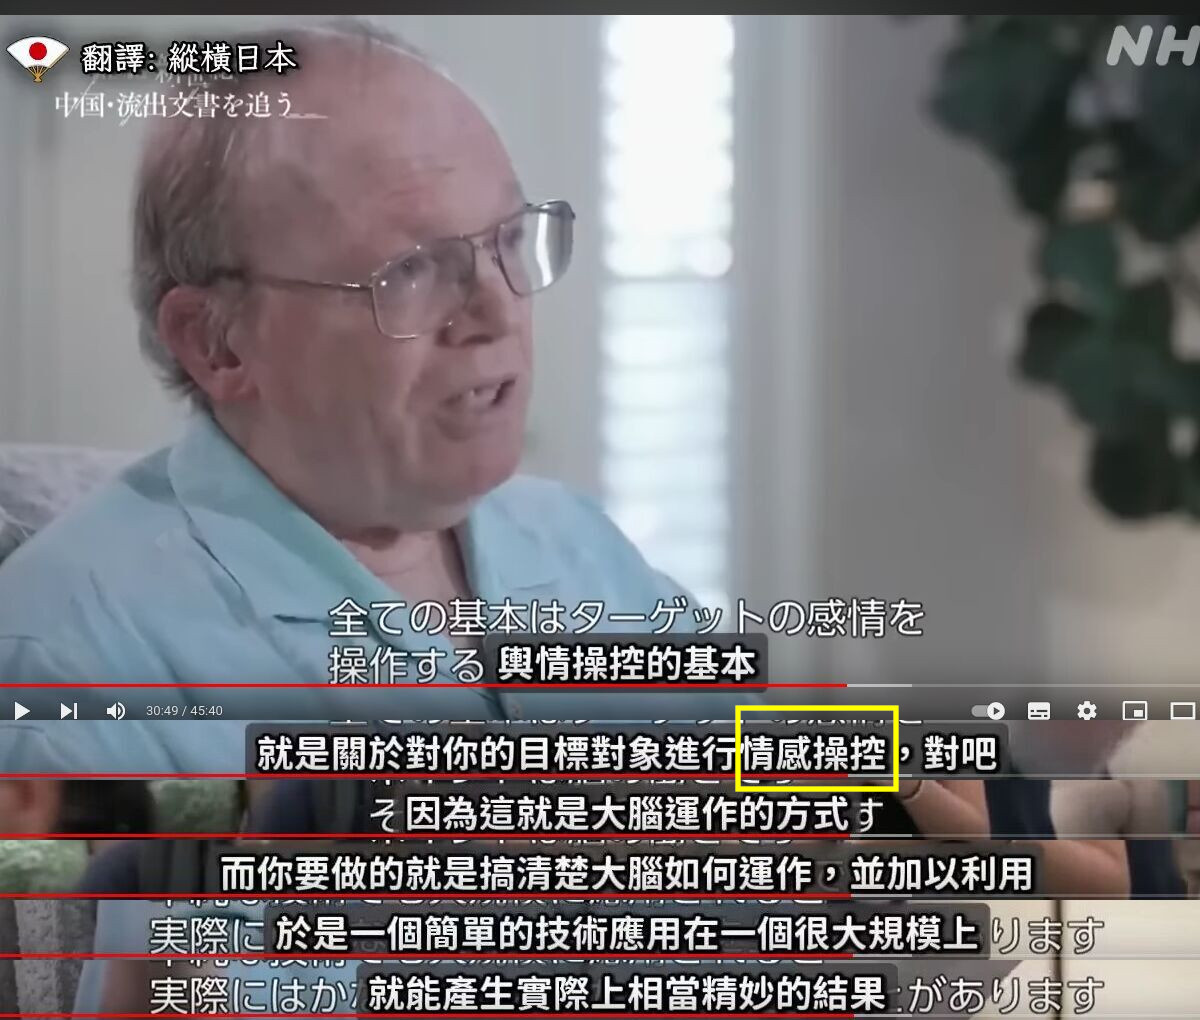 翻譯: 縱橫日本
NH
中国・流出文書を追う
全ての基本はターゲットの感情を
操作する 輿情操控的基本
30:49 / 45:40
就是關於對你的目標對象進行情感操控，對吧
そ 因為這就是大腦運作的方式 す
而你要做的就是搞清楚大腦如何運作，並加以利用
実際に 於是一個簡單的技術應用在一個很大規模上 ります
実際にはか 就能產生實際上相當精妙的結果 があります